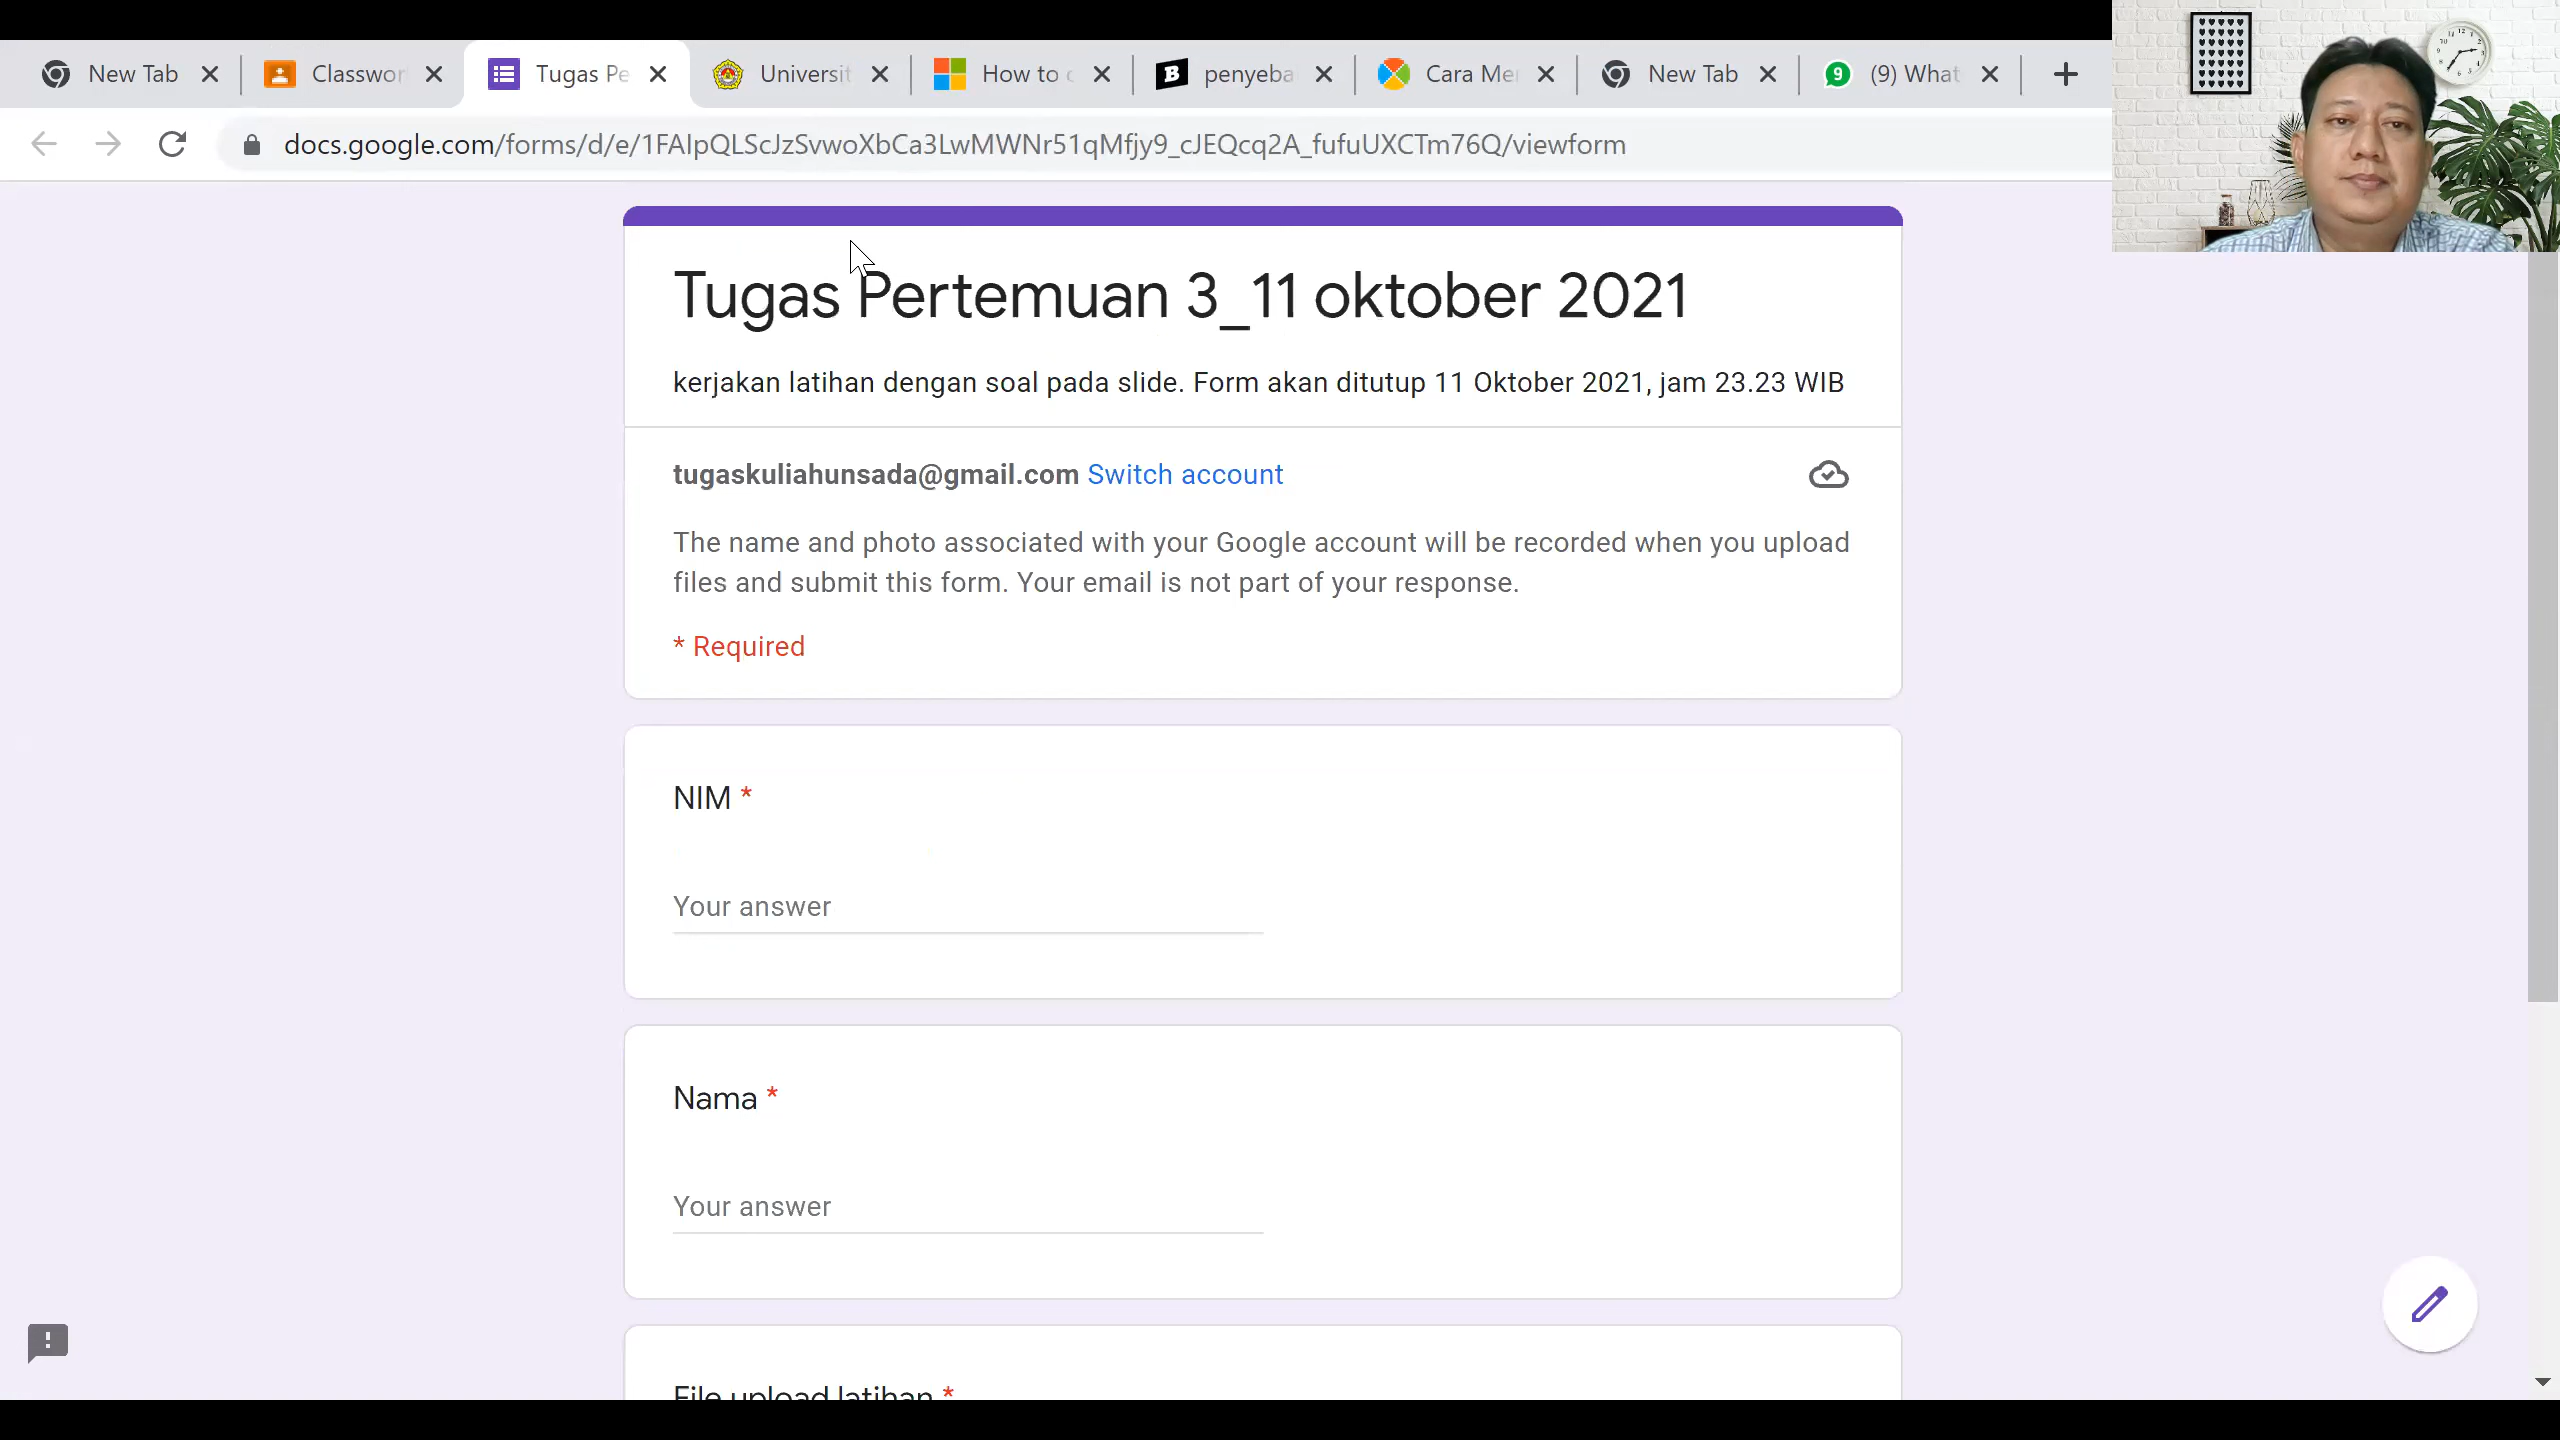 New Tab
Classwor
Tugas Pe
Universit
How to
penyeba
Cara Me
New Tab
9
(9) What
docs.google.com/forms/d/e/1FAIpQLScJzSvwoXbCa3LwMWNr51qMfjy9_cJEQcq2A_fufuUXCTm76Q/viewform
Tugas Pertemuan 3_11 oktober 2021
kerjakan latihan dengan soal pada slide. Form akan ditutup 11 Oktober 2021, jam 23.23 WIB
tugaskuliahunsada@gmail.com Switch account
The name and photo associated with your Google account will be recorded when you upload
files and submit this form. Your email is not part of your response.
* Required
NIM *
Your answer
Nama *
Your answer
File upload latihan *